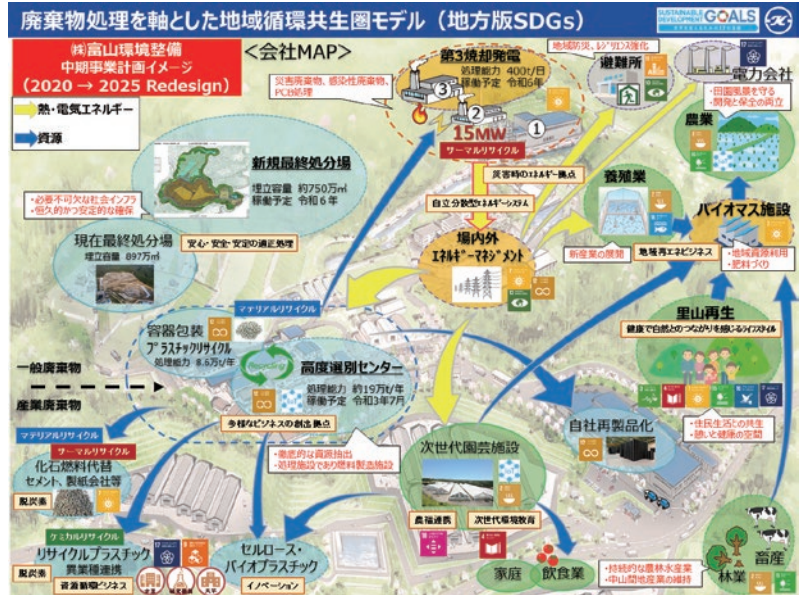 廃棄物処理を軸とした地域循環共生圏モデル（地方版SDGs）
SUSTAINABLE
DEVELOPMENT
GOALS
㈱富山環境整備
中期事業計画イメージ
（2020 → 2025 Redesign）
＜会社MAP＞
熱・電気エネルギー
資源
災害廃棄物、感染性廃棄物、
PCB処理
第3焼却発電
処理能力 400t/日
稼働予定 令和6年
③
②
①
15MW
サーマルリサイクル
地域防災、レジリエンス強化
避難所
電力会社
・田園風景を守る
・開発と保全の両立
農業
新規最終処分場
埋立容量 約750万㎥
稼働予定 令和６年
・必要不可欠な社会インフラ
・恒久的かつ安定的な確保
現在最終処分場
埋立容量 897万㎥
安心・安全・安定の適正処理
災害時のエネルギー拠点
自立分散型エネルギーシステム
場内外
エネルギーマネジメント
養殖業
新産業の展開
地域再エネビジネス
バイオマス施設
・地域資源利用
・肥料づくり
マテリアルリサイクル
容器包装
プラスチックリサイクル
処理能力 8.6万t/年
Recycling
高度選別センター
処理能力 約19万t/年
稼働予定 令和3年7月
多様なビジネスの創出拠点
・徹底的な資源抽出
・処理施設であり燃料製造施設
一般廃棄物
産業廃棄物
里山再生
健康で自然とのつながりを感じるライフスタイル
・住民生活との共生
・憩いと健康の空間
自社再製品化
マテリアルリサイクル
サーマルリサイクル
化石燃料代替
セメント、製紙会社等
脱炭素
ケミカルリサイクル
リサイクルプラスチック
異業種連携
脱炭素
資源循環ビジネス
セルロース・
バイオプラスチック
イノベーション
次世代園芸施設
農福連携
次世代環境教育
家庭
飲食業
・持続的な農林水産業
・中山間地産業の維持
林業
畜産